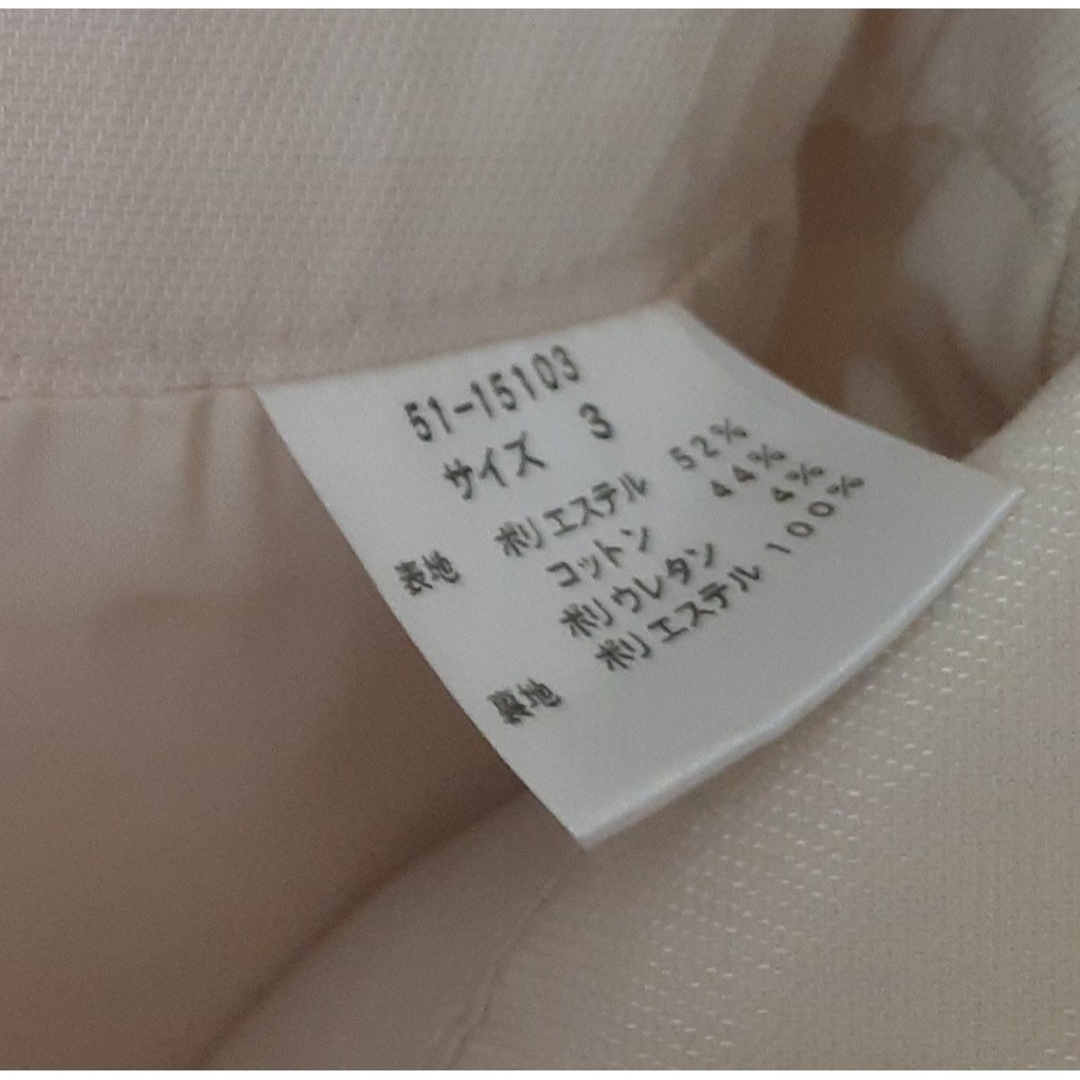 51-15103
サイズ 3
表地 ポリエステル 52%
コットン 44%
ポリウレタン 4%
裏地 ポリエステル 100%